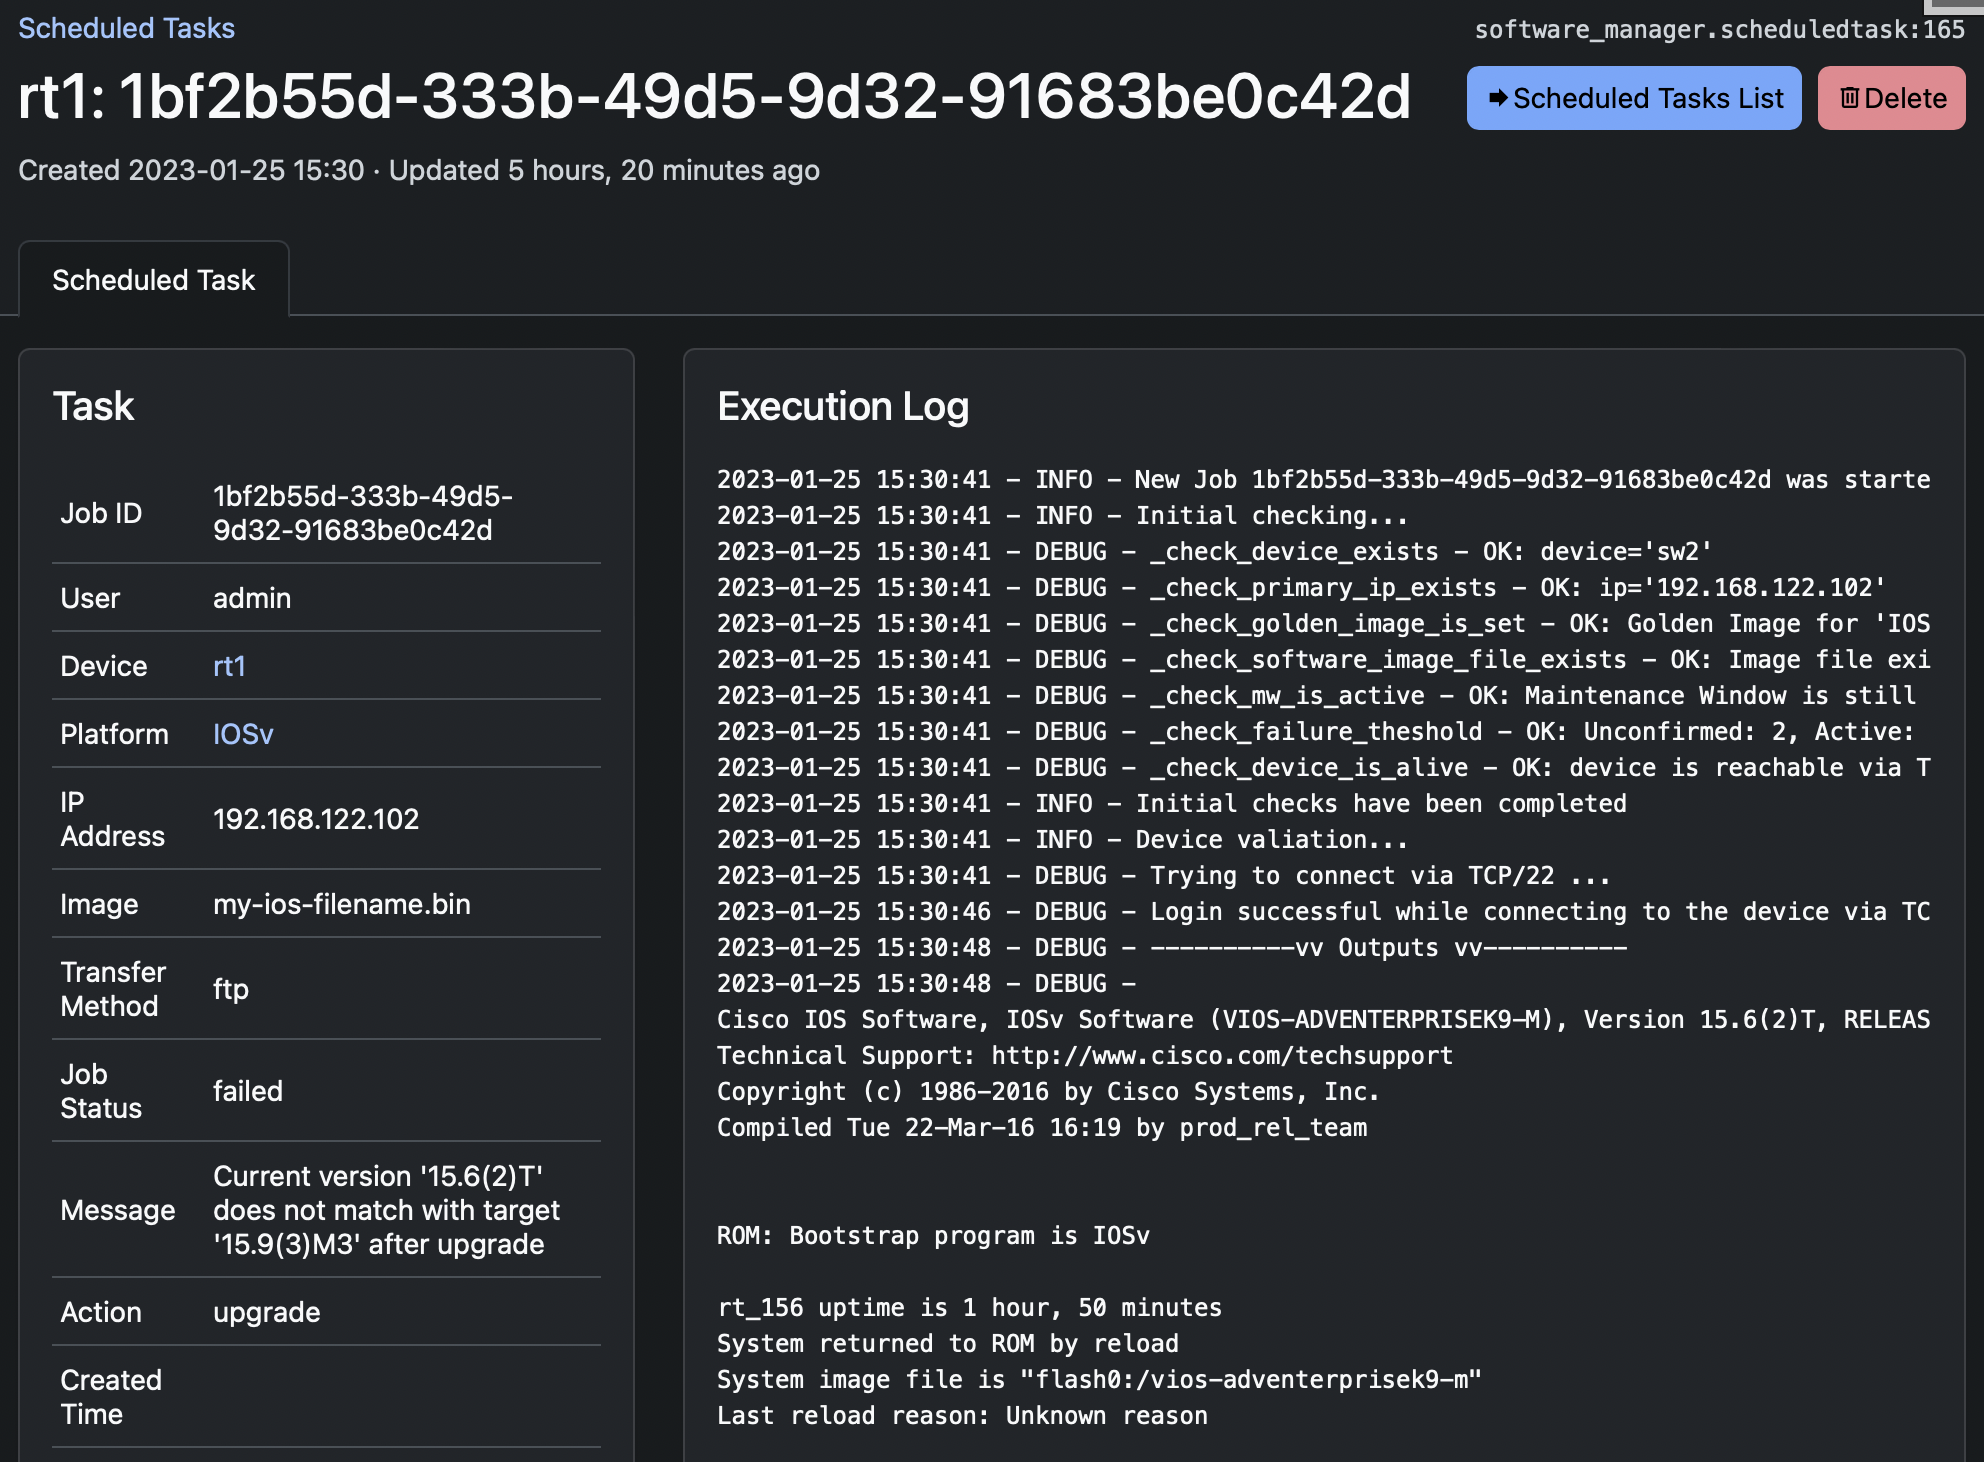 Scheduled Tasks
software_manager.scheduledtask:165
rt1: 1bf2b55d-333b-49d5-9d32-91683be0c42d
Scheduled Tasks List
Delete
Created 2023-01-25 15:30 · Updated 5 hours, 20 minutes ago
Scheduled Task
Task
Job ID
1bf2b55d-333b-49d5-
9d32-91683be0c42d
User
admin
Device
rt1
Platform
IOSv
IP
Address
192.168.122.102
Image
my-ios-filename.bin
Transfer
Method
ftp
Job
Status
failed
Message
Current version '15.6(2)T'
does not match with target
'15.9(3)M3' after upgrade
Action
upgrade
Created
Time
Execution Log
2023-01-25 15:30:41 - INFO - New Job 1bf2b55d-333b-49d5-9d32-91683be0c42d was starte
2023-01-25 15:30:41 - INFO - Initial checking...
2023-01-25 15:30:41 - DEBUG - _check_device_exists - OK: device='sw2'
2023-01-25 15:30:41 - DEBUG - _check_primary_ip_exists - OK: ip='192.168.122.102'
2023-01-25 15:30:41 - DEBUG - _check_golden_image_is_set - OK: Golden Image for 'IOS
2023-01-25 15:30:41 - DEBUG - _check_software_image_file_exists - OK: Image file exi
2023-01-25 15:30:41 - DEBUG - _check_mw_is_active - OK: Maintenance Window is still
2023-01-25 15:30:41 - DEBUG - _check_failure_theshold - OK: Unconfirmed: 2, Active:
2023-01-25 15:30:41 - DEBUG - _check_device_is_alive - OK: device is reachable via T
2023-01-25 15:30:41 - INFO - Initial checks have been completed
2023-01-25 15:30:41 - INFO - Device valiation...
2023-01-25 15:30:41 - DEBUG - Trying to connect via TCP/22 ...
2023-01-25 15:30:46 - DEBUG - Login successful while connecting to the device via TC
2023-01-25 15:30:48 - DEBUG - ----------vv Outputs vv----------
2023-01-25 15:30:48 - DEBUG -
Cisco IOS Software, IOSv Software (VIOS-ADVENTERPRISEK9-M), Version 15.6(2)T, RELEAS
Technical Support: http://www.cisco.com/techsupport
Copyright (c) 1986-2016 by Cisco Systems, Inc.
Compiled Tue 22-Mar-16 16:19 by prod_rel_team
ROM: Bootstrap program is IOSv
rt_156 uptime is 1 hour, 50 minutes
System returned to ROM by reload
System image file is "flash0:/vios-adventerprisek9-m"
Last reload reason: Unknown reason